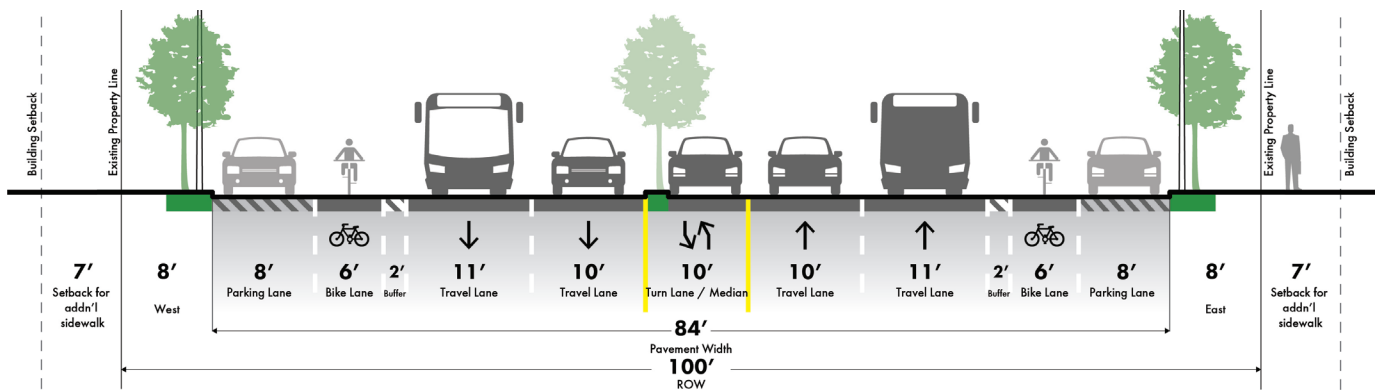 Building Setback
Existing Property Line
Existing Property Line
Building Setback
7’
Setback for
addn’l
sidewalk
8’
West
8’
Parking Lane
6’
Bike Lane
2’
Buffer
11’
Travel Lane
10’
Travel Lane
10’
Turn Lane / Median
10’
Travel Lane
11’
Travel Lane
2’
Buffer
6’
Bike Lane
8’
Parking Lane
8’
East
7’
Setback for
addn’l
sidewalk
84’
Pavement Width
100’
ROW